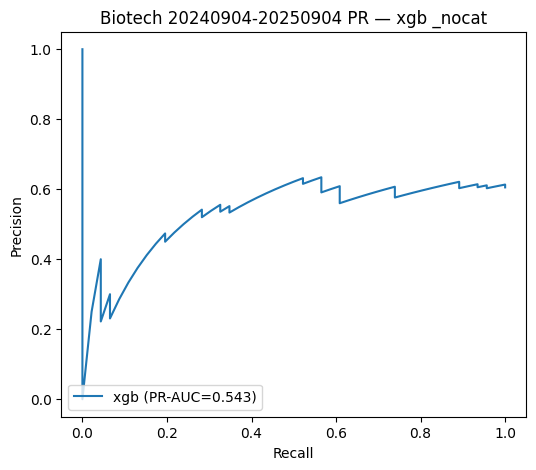 Biotech 20240904-20250904 PR — xgb _nocat
Precision
1.0
0.8
0.6
0.4
0.2
0.0
xgb (PR-AUC=0.543)
0.0 0.2 0.4 0.6 0.8 1.0
Recall